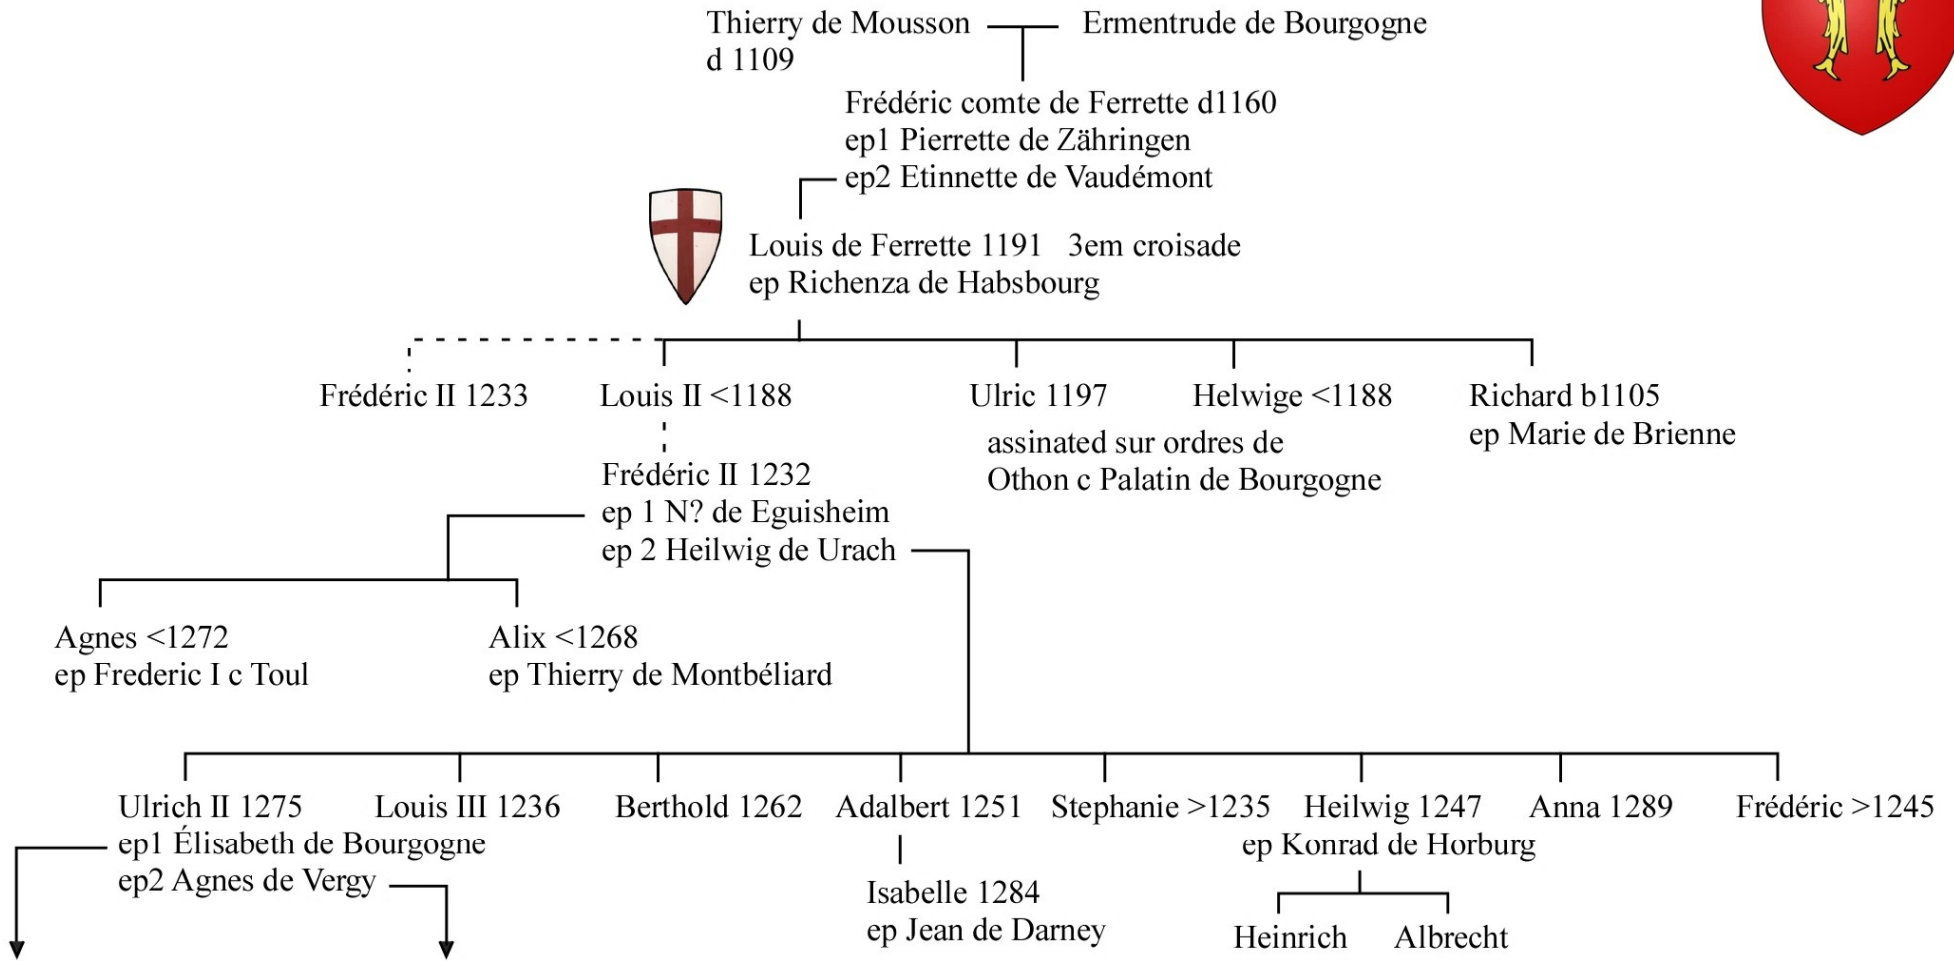 Thierry de Mousson
d 1109
Ermentrude de Bourgogne
Frédéric comte de Ferrette d1160
ep1 Pierrette de Zähringen
ep2 Etinnette de Vaudémont
Louis de Ferrette 1191 3em croisade
ep Richenza de Habsbourg
Frédéric II 1233
Louis II <1188
Ulric 1197
assinated sur ordres de
Othon c Palatin de Bourgogne
Helwige <1188
Richard b1105
ep Marie de Brienne
Frédéric II 1232
ep 1 N? de Eguisheim
ep 2 Heilwig de Urach
Agnes <1272
ep Frederic I c Toul
Alix <1268
ep Thierry de Montbéliard
Ulrich II 1275
ep1 Élisabeth de Bourgogne
ep2 Agnes de Vergy
Louis III 1236
Berthold 1262
Adalbert 1251
Isabelle 1284
ep Jean de Darney
Stephanie >1235
Heilwig 1247
ep Konrad de Horburg
Heinrich
Albrecht
Anna 1289
Frédéric >1245